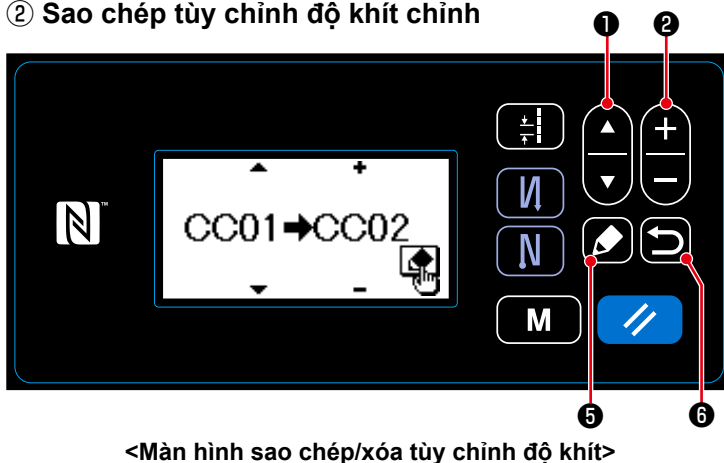 ② Sao chép tùy chỉnh độ khít chỉnh
❶ ❷
N™
CC01➡CC02
M
❺ ❻
<Màn hình sao chép/xóa tùy chỉnh độ khít>